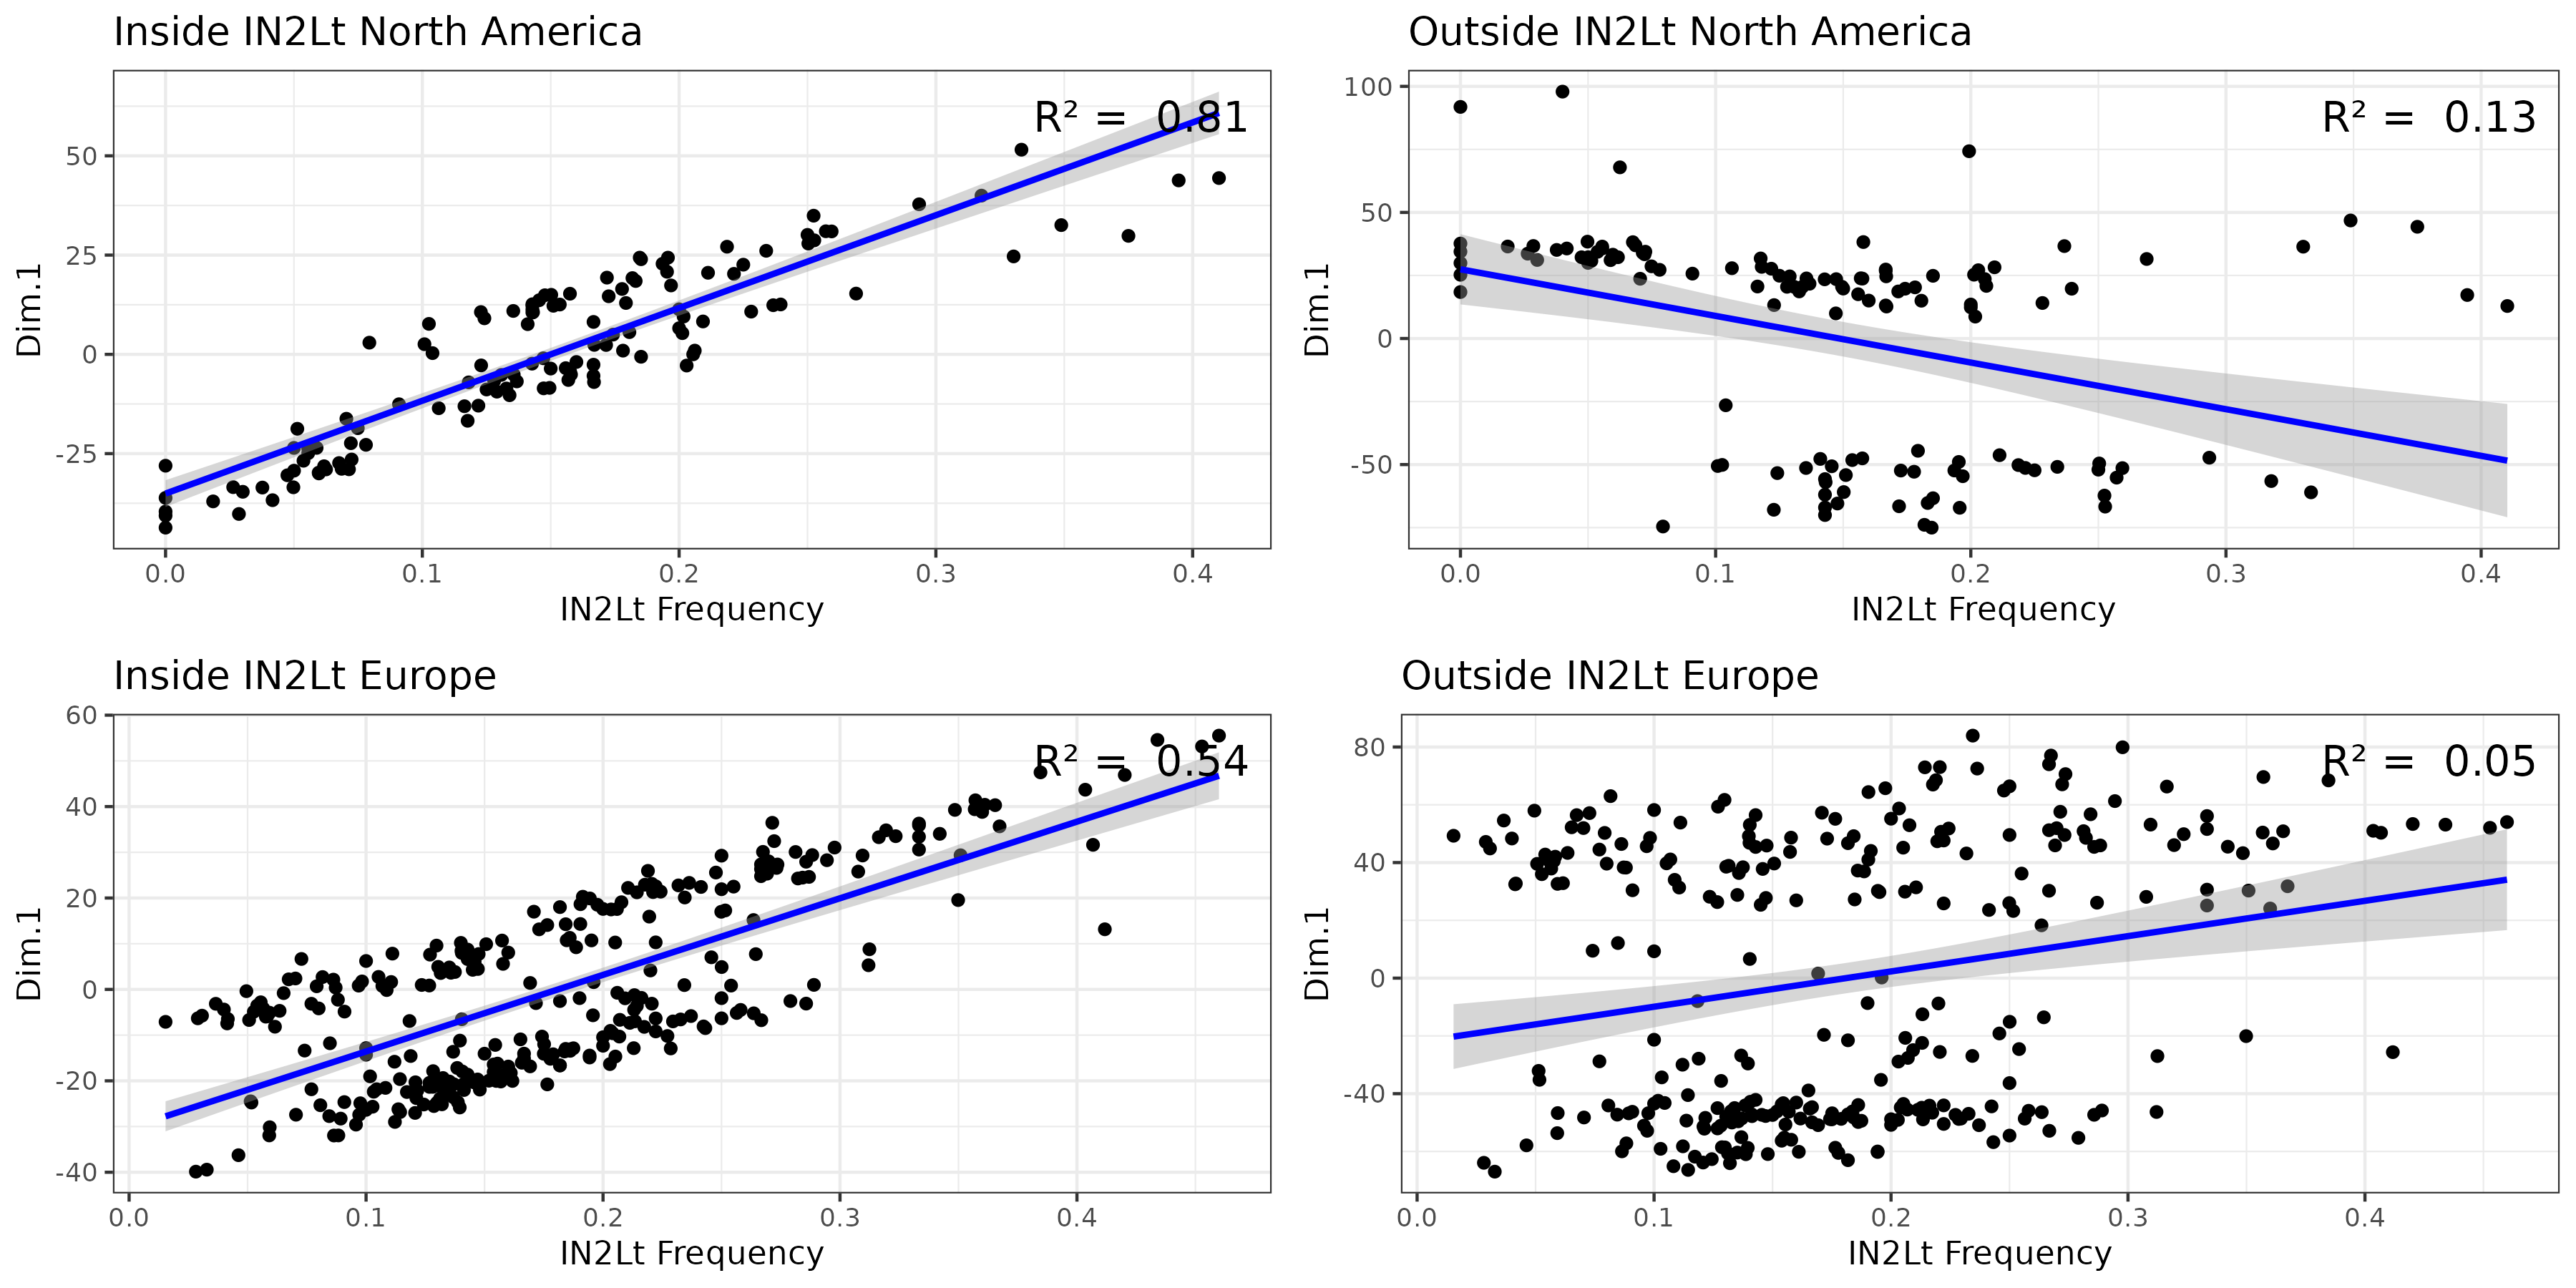 Inside IN2Lt North America
R² = 0.81
50
25
0
-25
Dim.1
0.0 0.1 0.2 0.3 0.4
IN2Lt Frequency
Outside IN2Lt North America
R² = 0.13
100
50
0
-50
Dim.1
0.0 0.1 0.2 0.3 0.4
IN2Lt Frequency
Inside IN2Lt Europe
R² = 0.54
60
40
20
0
-20
-40
Dim.1
0.0 0.1 0.2 0.3 0.4
IN2Lt Frequency
Outside IN2Lt Europe
R² = 0.05
80
40
0
-40
Dim.1
0.0 0.1 0.2 0.3 0.4
IN2Lt Frequency